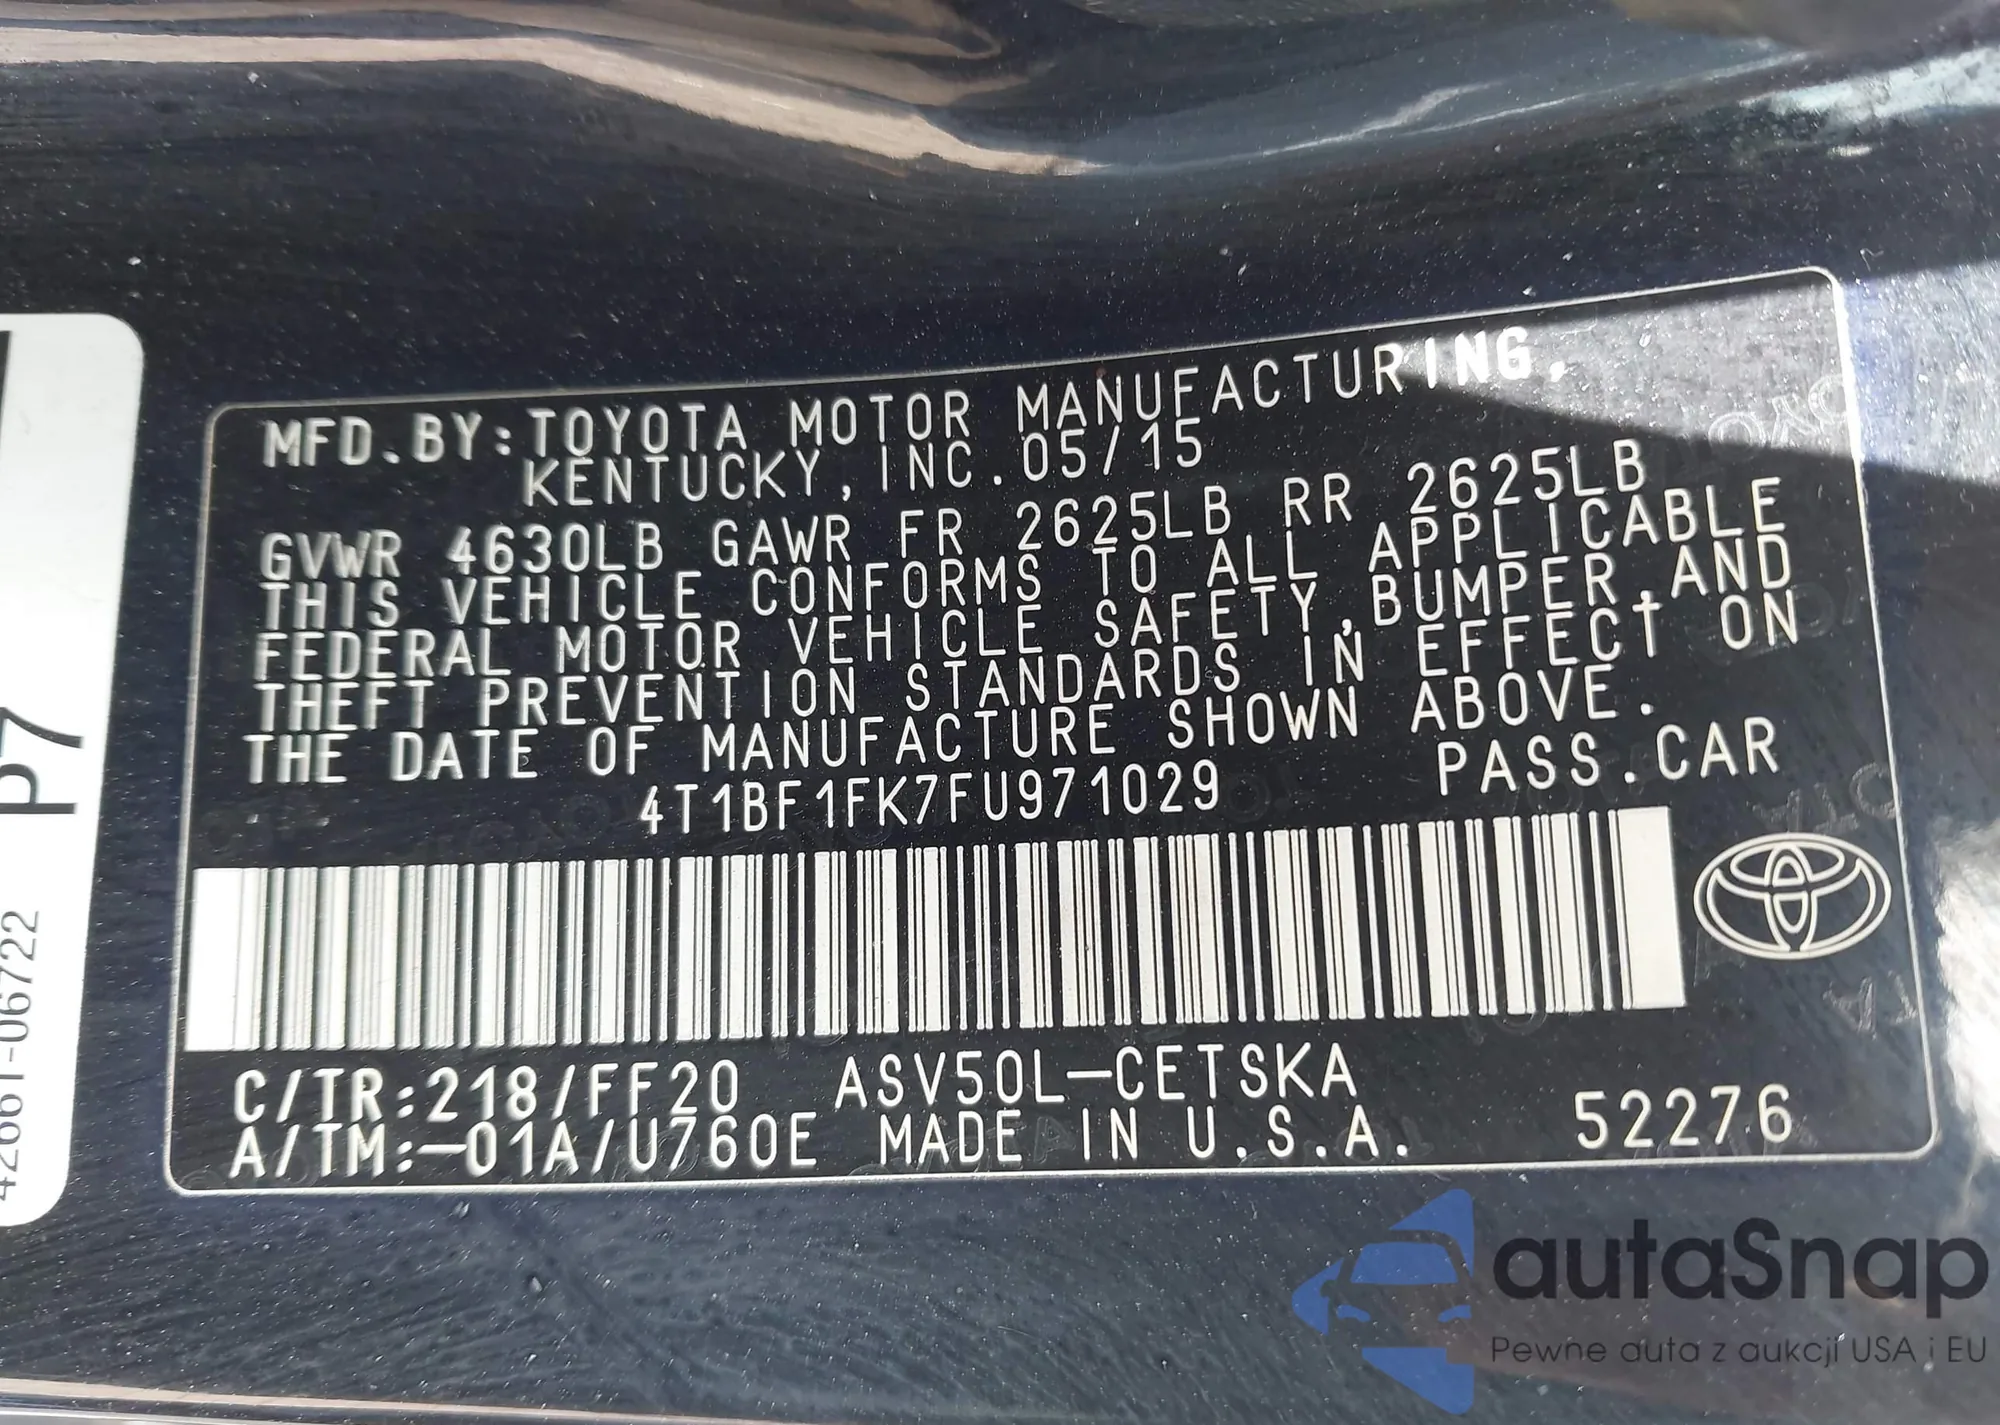 MFD.BY:TOYOTA MOTOR MANUFACTURING,
KENTUCKY, INC.05/15
GVWR 4630LB GAWR FR 2625LB RR 2625LB
THIS VEHICLE CONFORMS TO ALL APPLICABLE
FEDERAL MOTOR VEHICLE SAFETY,BUMPER,AND
THEFT PREVENTION STANDARDS IN EFFECT ON
THE DATE OF MANUFACTURE SHOWN ABOVE.
4T1BF1FK7FU971029 PASS.CAR
C/TR:218/FF20 ASV50L-CETSKA
A/TM:-01A/U760E MADE IN U.S.A. 52276
P7
42661-06722
autaSnap
Pewne auta z aukcji USA i EU